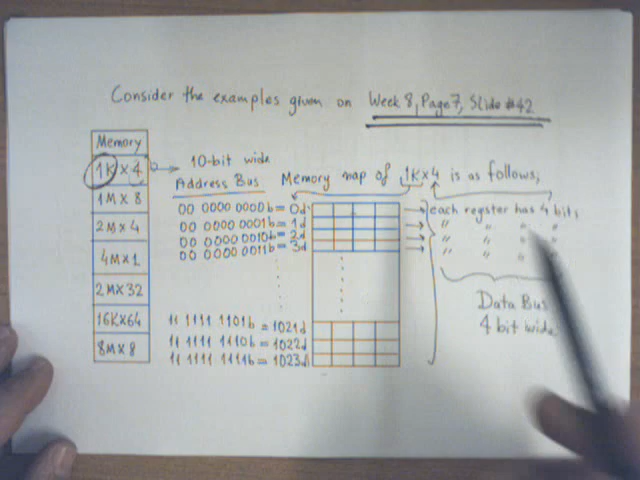 Consider the examples given on Week 8, Page 7, Slide #42
Memory
1K×4
1M×8
2M×4
4M×1
2M×32
16K×64
8M×8
10-bit wide
Address Bus
00 0000 0000b = 0d
00 0000 0001b = 1d
00 0000 0010b = 2d
00 0000 0011b = 3d
11 1111 1101b = 1021d
11 1111 1110b = 1022d
11 1111 1111b = 1023d
Memory map of 1K×4 is as follows;
each regster has 4 bit,
" " " "
" " " "
" " "
Data Bus
4 bit wide